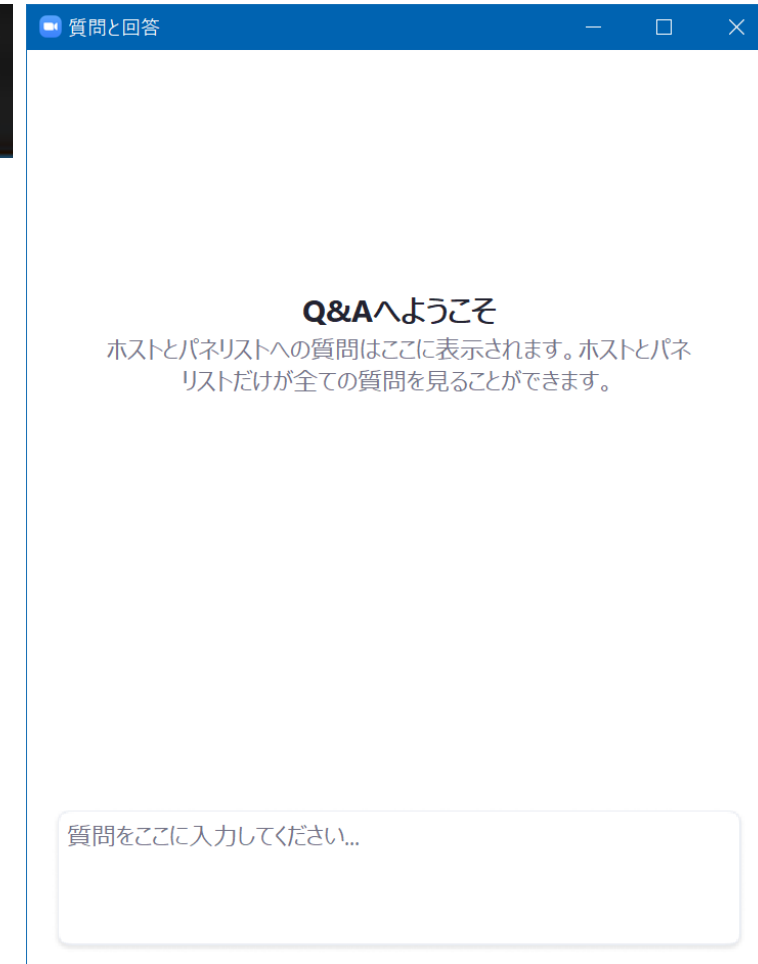 質問と回答
Q&Aへようこそ
ホストとパネリストへの質問はここに表示されます。ホストとパネ
リストだけが全ての質問を見ることができます。
質問をここに入力してください...